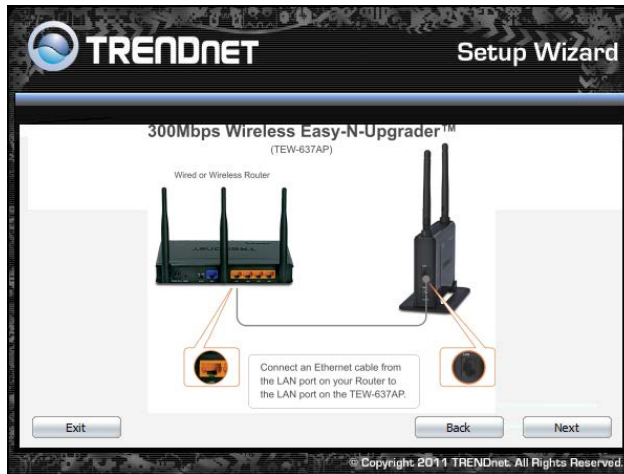 TRENDNET
Setup Wizard
300Mbps Wireless Easy-N-Upgrader™
(TEW-637AP)
Wired or Wireless Router
TRENDNET
Connect an Ethernet cable from
the LAN port on your Router to
the LAN port on the TEW-637AP.
Exit
Back
Next
© Copyright 2011 TRENDnet. All Rights Reserved